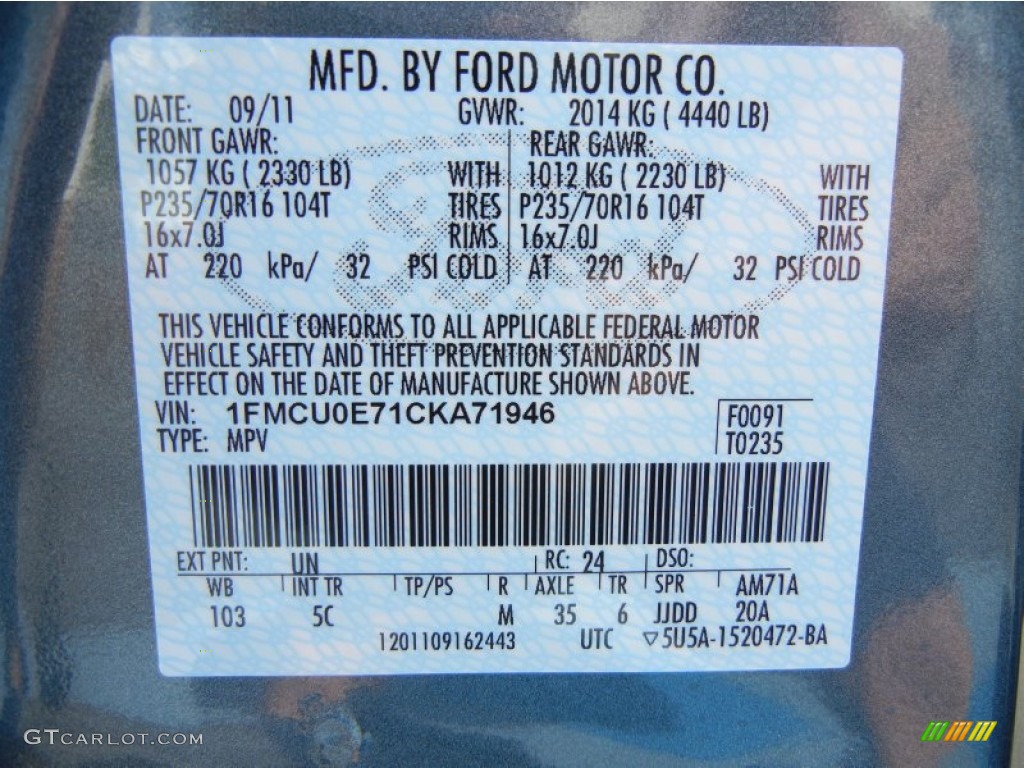 MFD. BY FORD MOTOR CO.
DATE: 09/11 GVWR: 2014 KG ( 4440 LB)
FRONT GAWR: REAR GAWR:
1057 KG ( 2330 LB) WITH 1012 KG ( 2230 LB) WITH
P235/70R16 104T TIRES P235/70R16 104T TIRES
16x7.0J RIMS 16x7.0J RIMS
AT 220 kPa/ 32 PSI COLD AT 220 kPa/ 32 PSI COLD
THIS VEHICLE CONFORMS TO ALL APPLICABLE FEDERAL MOTOR
VEHICLE SAFETY AND THEFT PREVENTION STANDARDS IN
EFFECT ON THE DATE OF MANUFACTURE SHOWN ABOVE.
VIN: 1FMCU0E71CKA71946 F0091
TYPE: MPV T0235
EXT PNT: UN RC: 24 DSO:
WB INT TR TP/PS R AXLE TR SPR AM71A
103 5C M 35 6 JJDD 20A
1201109162443 UTC ▽5U5A-1520472-BA
GTCARLOT.COM